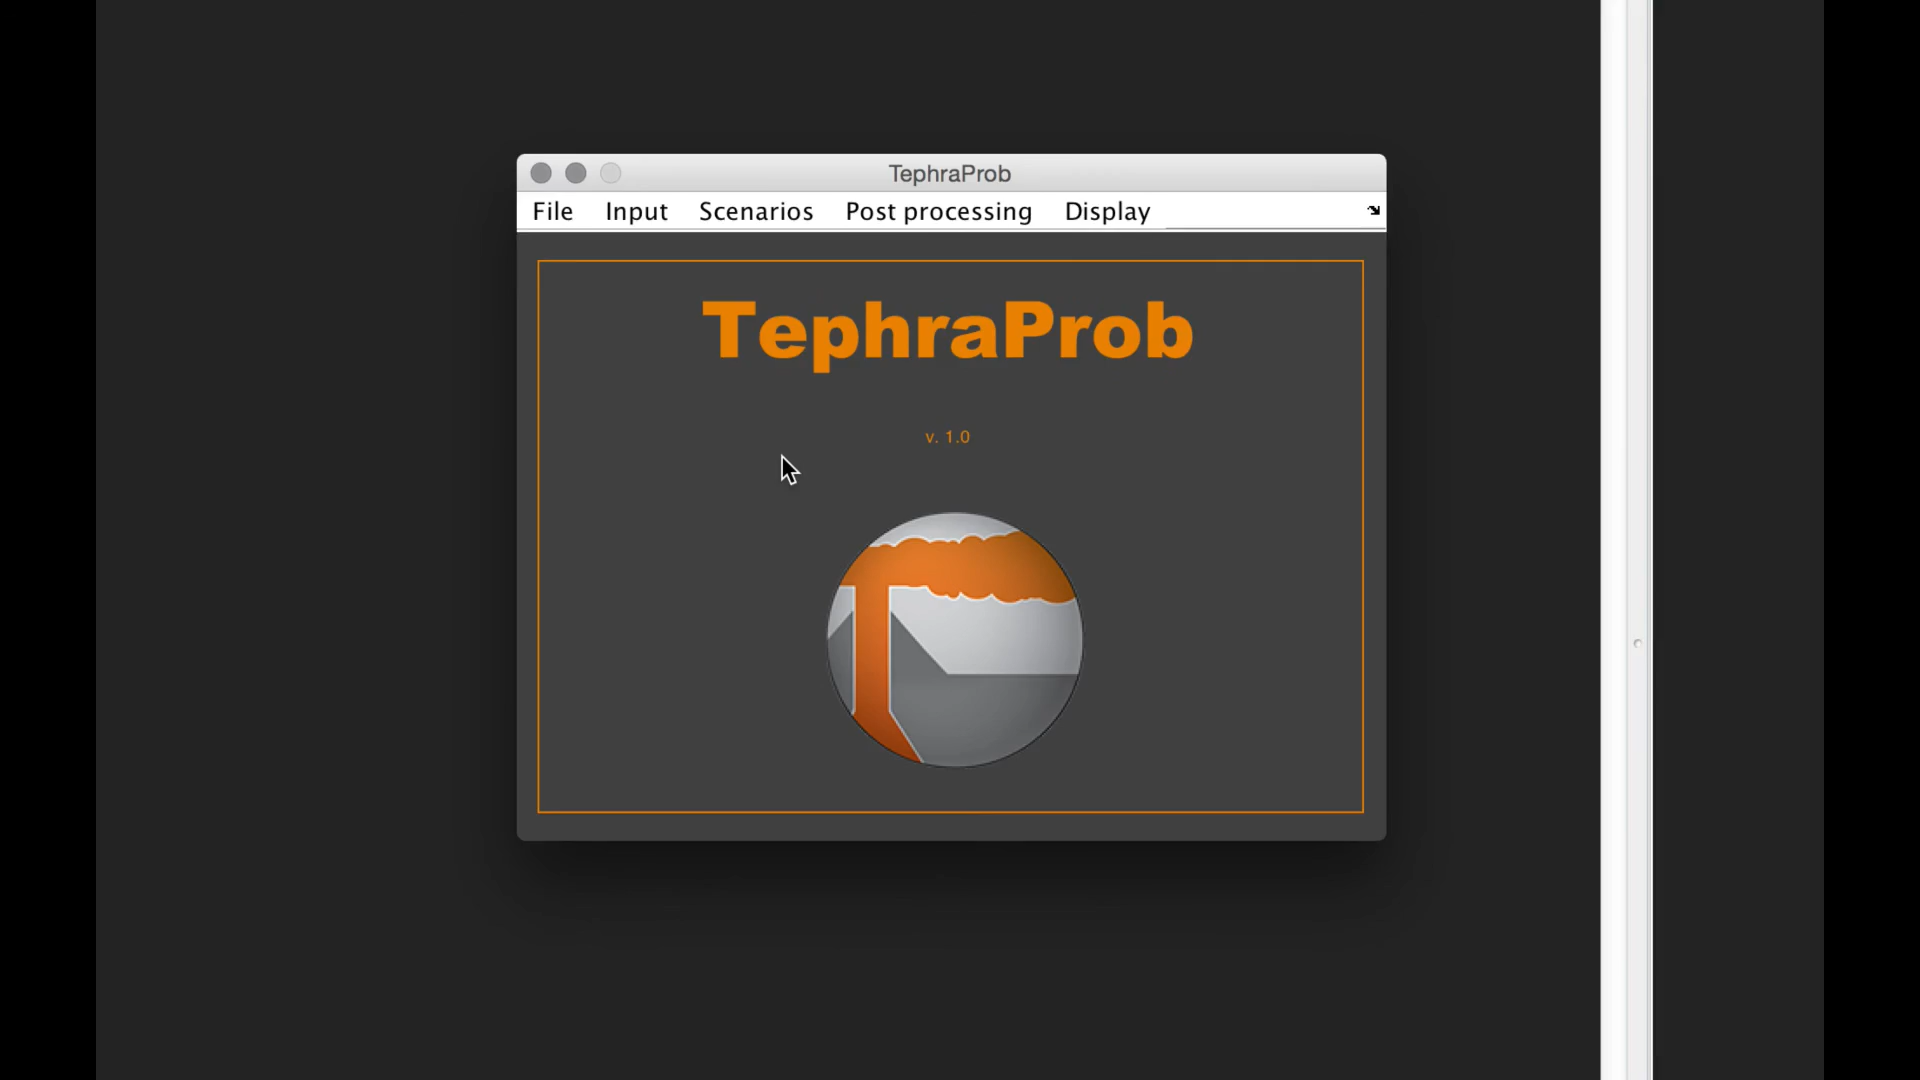 TephraProb
File Input Scenarios Post processing Display
TephraProb
v. 1.0